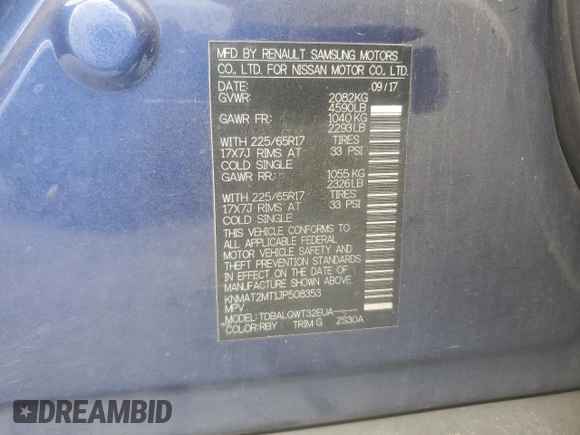 MFD BY RENAULT SAMSUNG MOTORS
CO., LTD. FOR NISSAN MOTOR CO., LTD.
DATE: 09/17
GVWR: 2082KG
4590LB
GAWR FR: 1040KG
2293LB
WITH 225/65R17 TIRES
17X7J RIMS AT 33 PSI
COLD SINGLE
GAWR RR: 1055KG
2326LB
WITH 225/65R17 TIRES
17X7J RIMS AT 33 PSI
COLD SINGLE
THIS VEHICLE CONFORMS TO
ALL APPLICABLE FEDERAL
MOTOR VEHICLE SAFETY AND
THEFT PREVENTION STANDARDS
IN EFFECT ON THE DATE OF
MANUFACTURE SHOWN ABOVE.
KNMAT2MT1JP508353
MPV
MODEL: TDBALQWT32EUA-----
COLOR:RBY TRIM G ZS30A
DREAMBID